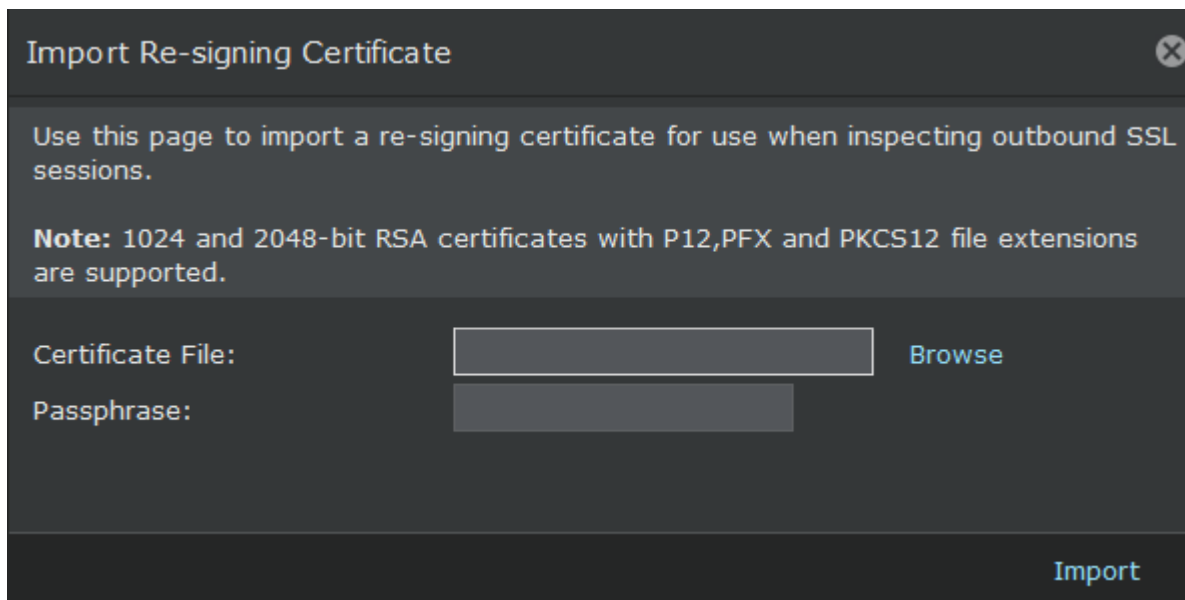 Import Re-signing Certificate
Use this page to import a re-signing certificate for use when inspecting outbound SSL
sessions.
Note: 1024 and 2048-bit RSA certificates with P12,PFX and PKCS12 file extensions
are supported.
Certificate File:
Browse
Passphrase:
Import